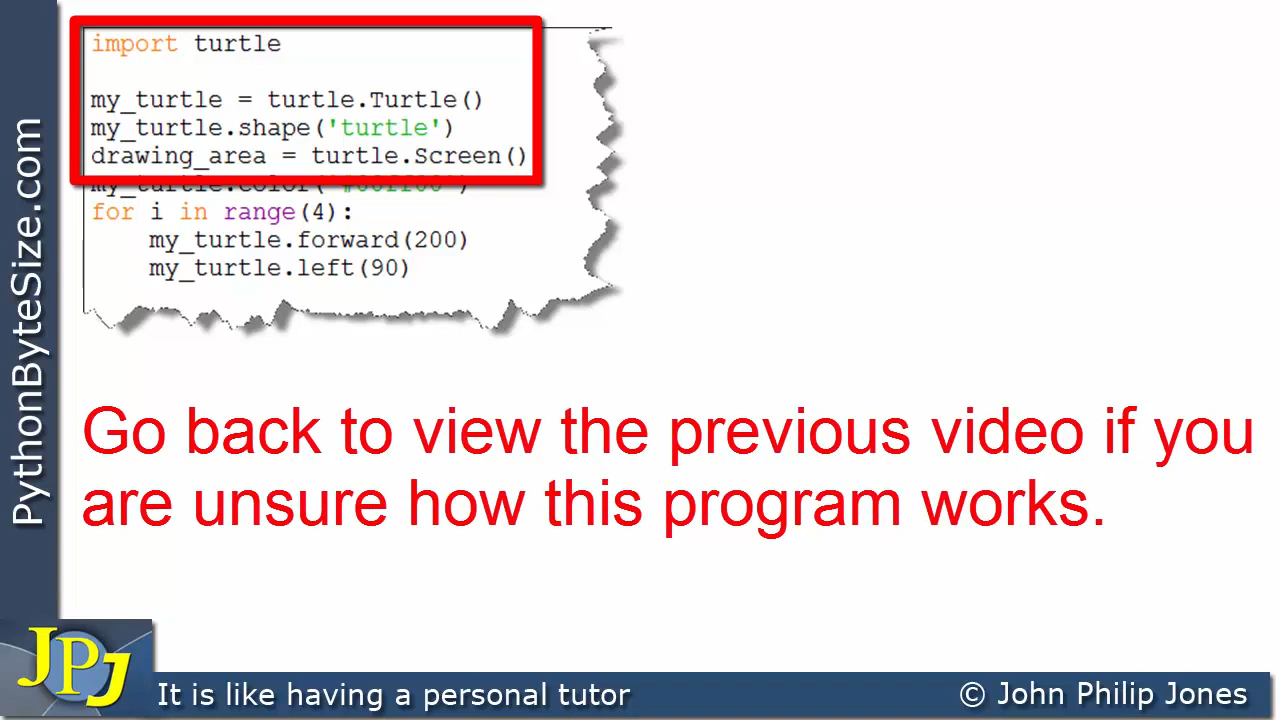 import turtle
my_turtle = turtle.Turtle()
my_turtle.shape('turtle')
drawing_area = turtle.Screen()
for i in range(4):
    my_turtle.forward(200)
    my_turtle.left(90)
Go back to view the previous video if you
are unsure how this program works.
PythonByteSize.com
JPJ
It is like having a personal tutor
© John Philip Jones